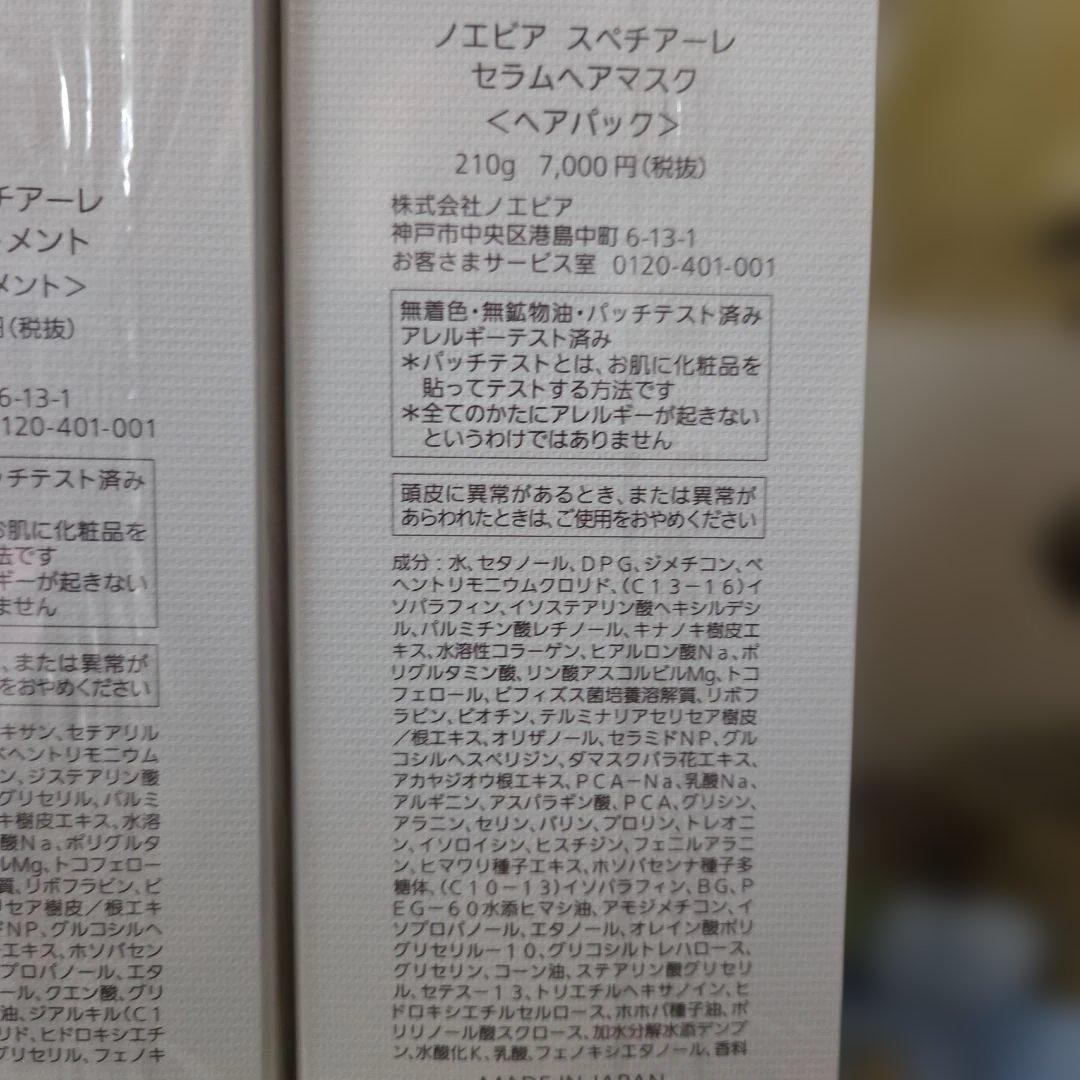 チアーレ
メント
メント＞
(税抜)
6-13-1
120-401-001
ッチテスト済み
お肌に化粧品を
法です
ギーが起きない
ません
、または異常が
をおやめください
キサン、セテアリル
ベヘントリモニウム
ン、ジステアリン酸
グリセリル、パルミ
キ樹皮エキス、水溶
酸Ｎａ、ポリグルタ
ルMg、トコフェロー
質、リボフラビン、ビ
リセア樹皮／根エキ
ドNP、グルコシルヘ
エキス、ホソバセン
プロパノール、エタ
ール、クエン酸、グリ
油、ジアルキル（Ｃ１
リド、ヒドロキシエチ
グリセリル、フェノキ
ノエビア スペチアーレ
セラムヘアマスク
＜ヘアパック＞
210g 7,000円(税抜)
株式会社ノエビア
神戸市中央区港島中町 6-13-1
お客さまサービス室 0120-401-001
無着色・無鉱物油・パッチテスト済み
アレルギーテスト済み
＊パッチテストとは、お肌に化粧品を
貼ってテストする方法です
＊全てのかたにアレルギーが起きない
というわけではありません
頭皮に異常があるとき、または異常が
あらわれたときは、ご使用をおやめください
成分：水、セタノール、ＤＰＧ、ジメチコン、ベ
ヘントリモニウムクロリド、（Ｃ１３－１６）イ
ソパラフィン、イソステアリン酸ヘキシルデシ
ル、パルミチン酸レチノール、キナノキ樹皮エ
キス、水溶性コラーゲン、ヒアルロン酸Ｎａ、ポ
リグルタミン酸、リン酸アスコルビルMg、トコ
フェロール、ビフィズス菌培養溶解質、リボフ
ラビン、ビオチン、テルミナリアセリセア樹皮
／根エキス、オリザノール、セラミドＮＰ、グル
コシルヘスペリジン、ダマスクバラ花エキス、
アカヤジオウ根エキス、ＰＣＡ－Ｎａ、乳酸Ｎａ、
アルギニン、アスパラギン酸、ＰＣＡ、グリシン、
アラニン、セリン、バリン、プロリン、トレオニ
ン、イソロイシン、ヒスチジン、フェニルアラニ
ン、ヒマワリ種子エキス、ホソバセンナ種子多
糖体、（Ｃ１０－１３）イソパラフィン、ＢＧ、Ｐ
ＥＧ－６０水添ヒマシ油、アモジメチコン、イ
ソプロパノール、エタノール、オレイン酸ポリ
グリセリル－１０、グリコシルトレハロース、
グリセリン、コーン油、ステアリン酸グリセリ
ル、セテス－１３、トリエチルヘキサノイン、ヒ
ドロキシエチルセルロース、ホホバ種子油、ポ
リリノール酸スクロース、加水分解水添デンプ
ン、水酸化Ｋ、乳酸、フェノキシエタノール、香料
MADE IN JAPAN